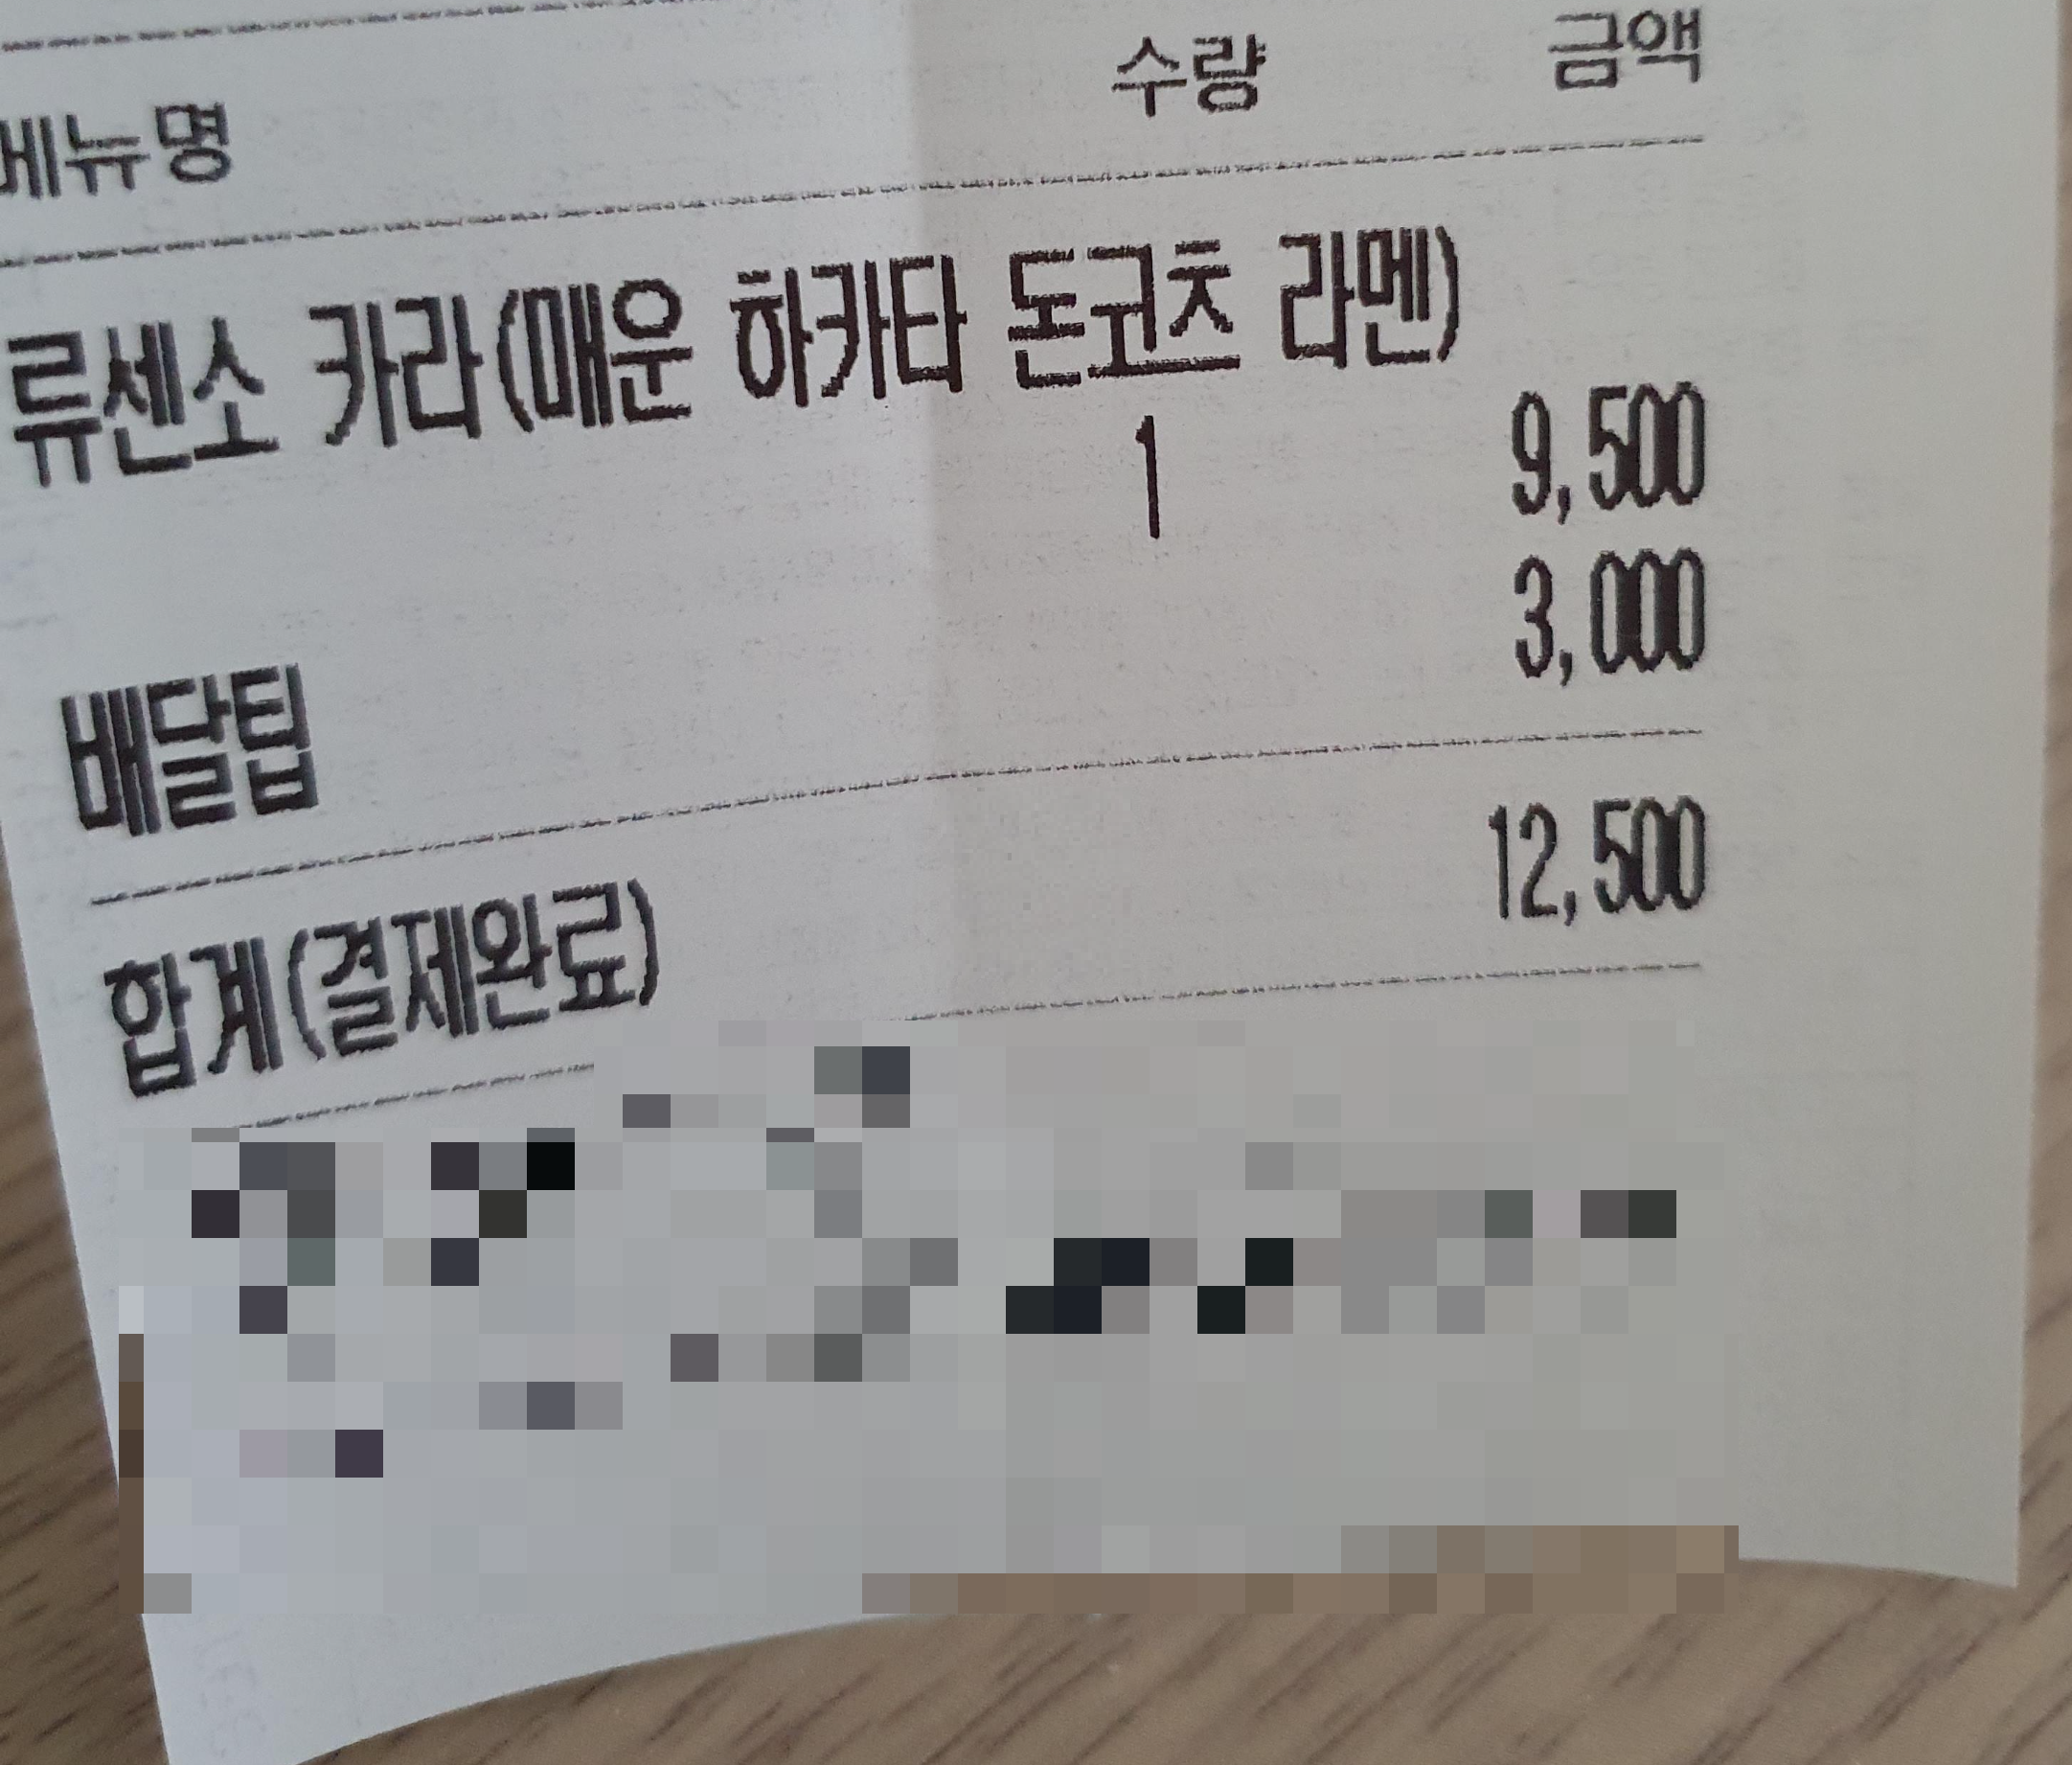 메뉴명 수량 금액
류센소 카라(매운 하카타 돈코츠 라멘)
1 9,500
배달팁 3,000
합계(결제완료) 12,500